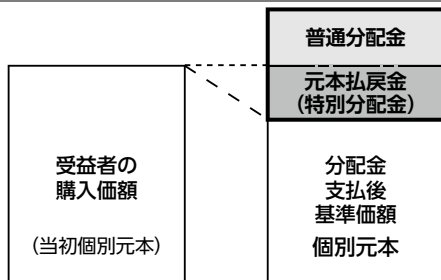 普通分配金
元本払戻金
(特別分配金)
受益者の
購入価額
(当初個別元本)
分配金
支払後
基準価額
個別元本